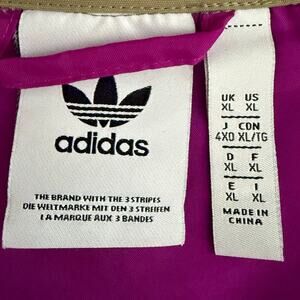 adidas
THE BRAND WITH THE 3 STRIPES
DIE WELTMARKE MIT DEN 3 STREIFEN
LA MARQUE AUX 3 BANDES
UK US
XL XL
J CDN
4XO XL/TG
D F
XL XL
E I
XL XL
MADE IN
CHINA